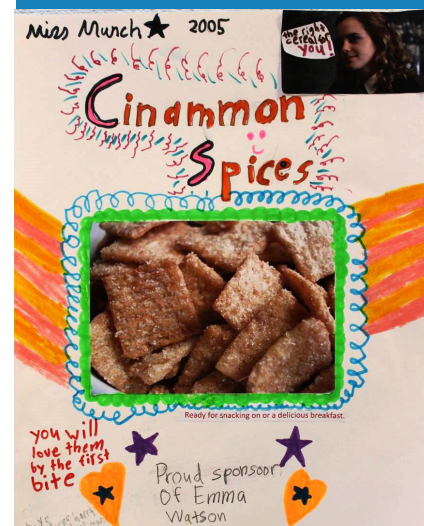 Miss Munch 2005
the right
cereal for
you!
Cinammon
Spices
Ready for snacking on or a delicious breakfast.
you will
love them
by the first
bite
Proud sponsor
Of Emma
Watson